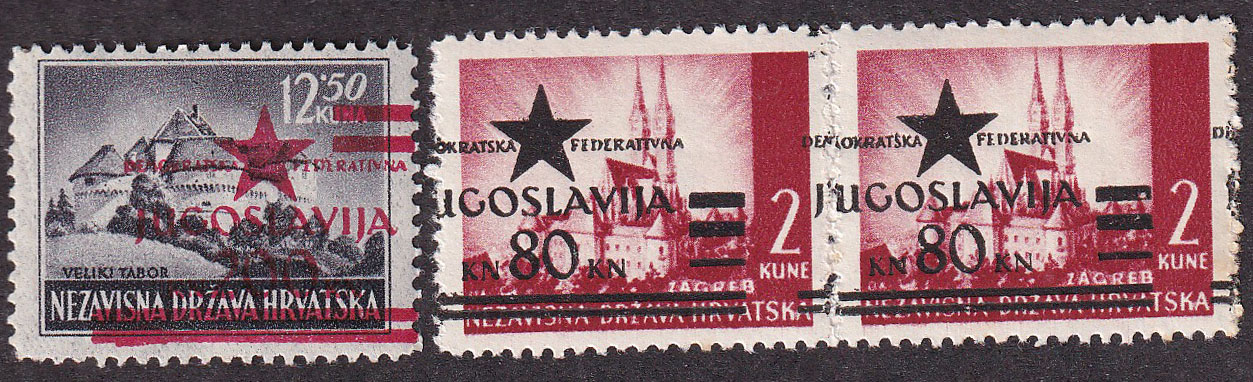 12.50
KUNA
DEMOKRATSKA FEDERATIVNA
JUGOSLAVIJA
VELIKI TABOR
NEZAVISNA DRŽAVA HRVATSKA
OKRATSKA FEDERATIVNA
JUGOSLAVIJA
2
KN 80 KN
KUNE
ZAGREB
NEZAVISNA DRŽAVA HRVATSKA
DEMOKRATSKA FEDERATIVNA
JUGOSLAVIJA
2
KN 80 KN
KUNE
ZAGREB
NEZAVISNA DRŽAVA HRVATSKA